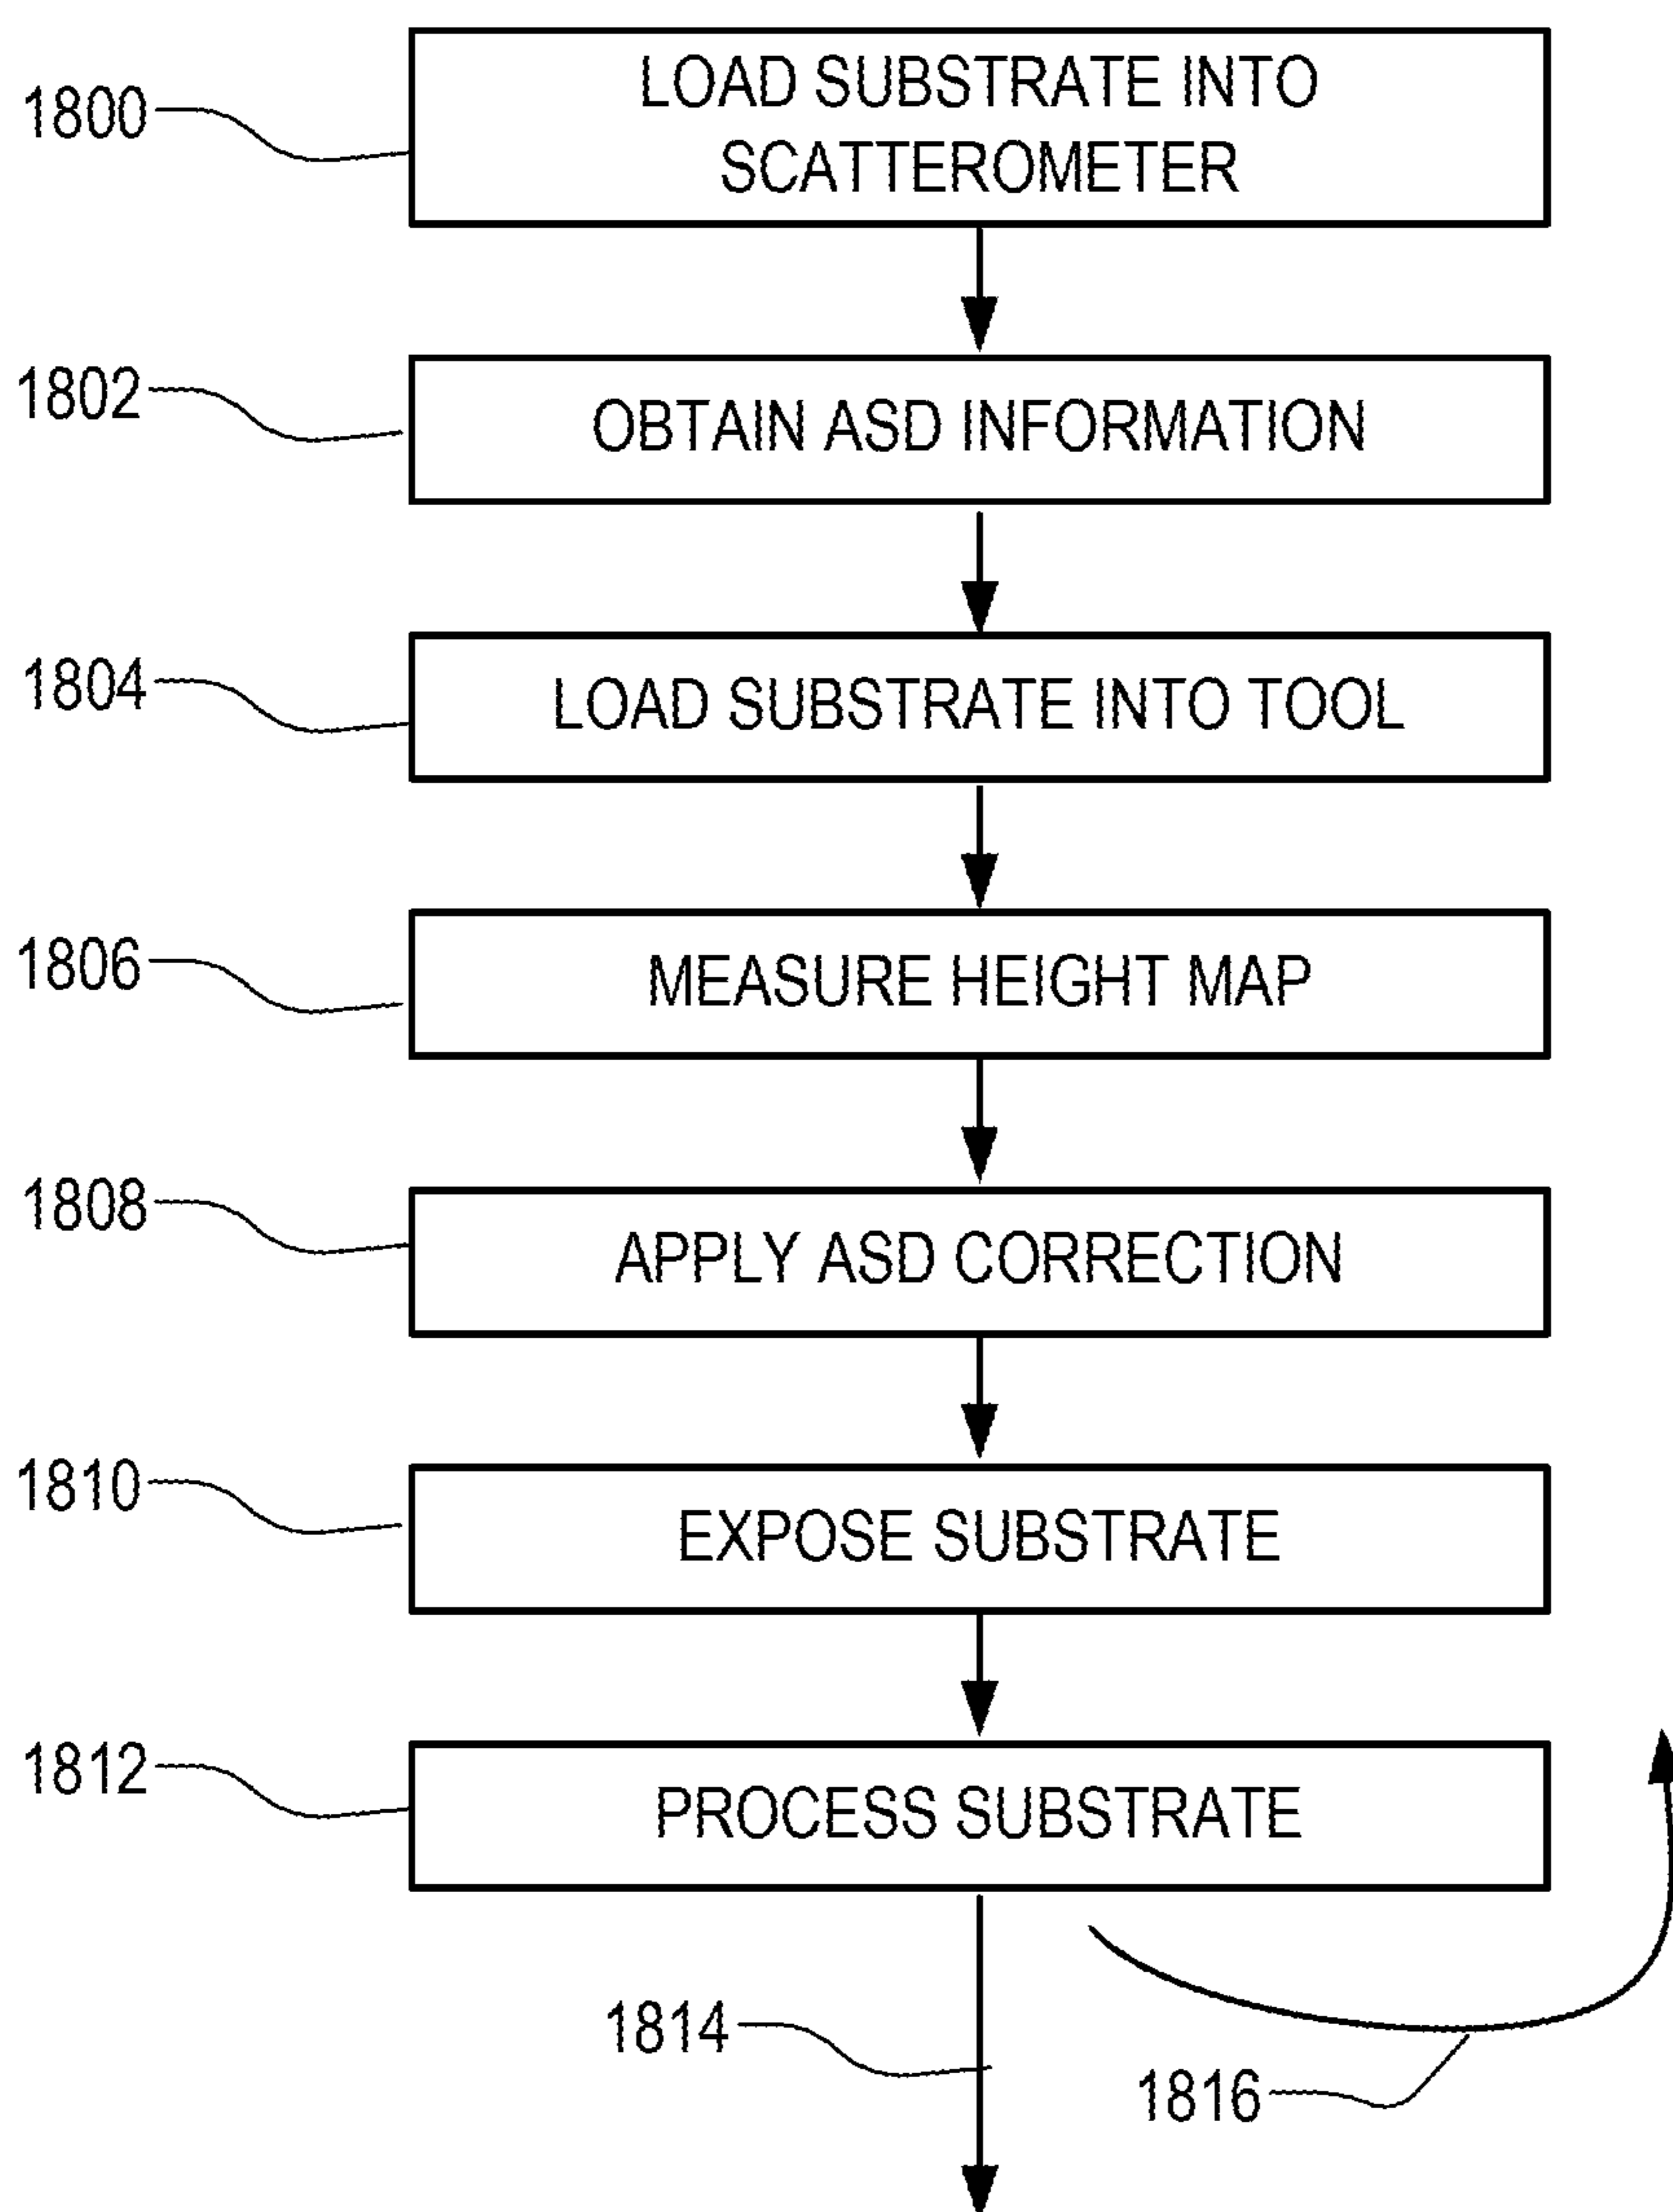 1800
LOAD SUBSTRATE INTO
SCATTEROMETER
1802
OBTAIN ASD INFORMATION
1804
LOAD SUBSTRATE INTO TOOL
1806
MEASURE HEIGHT MAP
1808
APPLY ASD CORRECTION
1810
EXPOSE SUBSTRATE
1812
PROCESS SUBSTRATE
1814
1816